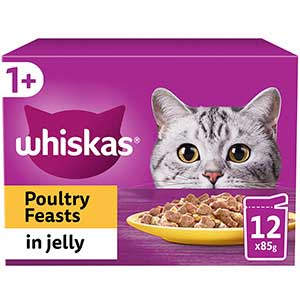 1+
whiskas®
Poultry
Feasts
in jelly
12
x85g